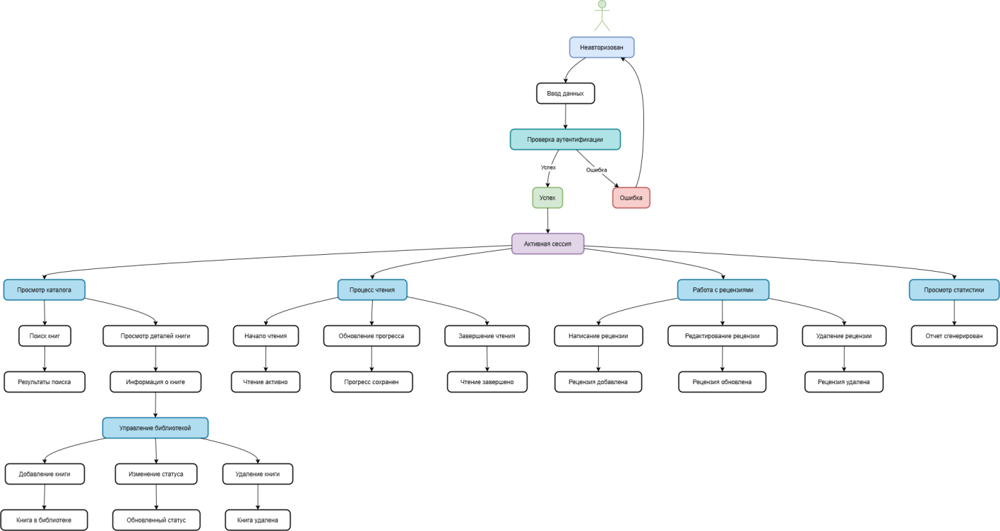 Неавторизован
Ввод данных
Проверка аутентификации
Успех
Ошибка
Успех
Ошибка
Активная сессия
Просмотр каталога
Процесс чтения
Работа с рецензиями
Просмотр статистики
Поиск книг
Просмотр деталей книги
Начало чтения
Обновление прогресса
Завершение чтения
Написание рецензии
Редактирование рецензии
Удаление рецензии
Отчет сгенерирован
Результаты поиска
Информация о книге
Чтение активно
Прогресс сохранен
Чтение завершено
Рецензия добавлена
Рецензия обновлена
Рецензия удалена
Управление библиотекой
Добавление книги
Изменение статуса
Удаление книги
Книга в библиотеке
Обновленный статус
Книга удалена